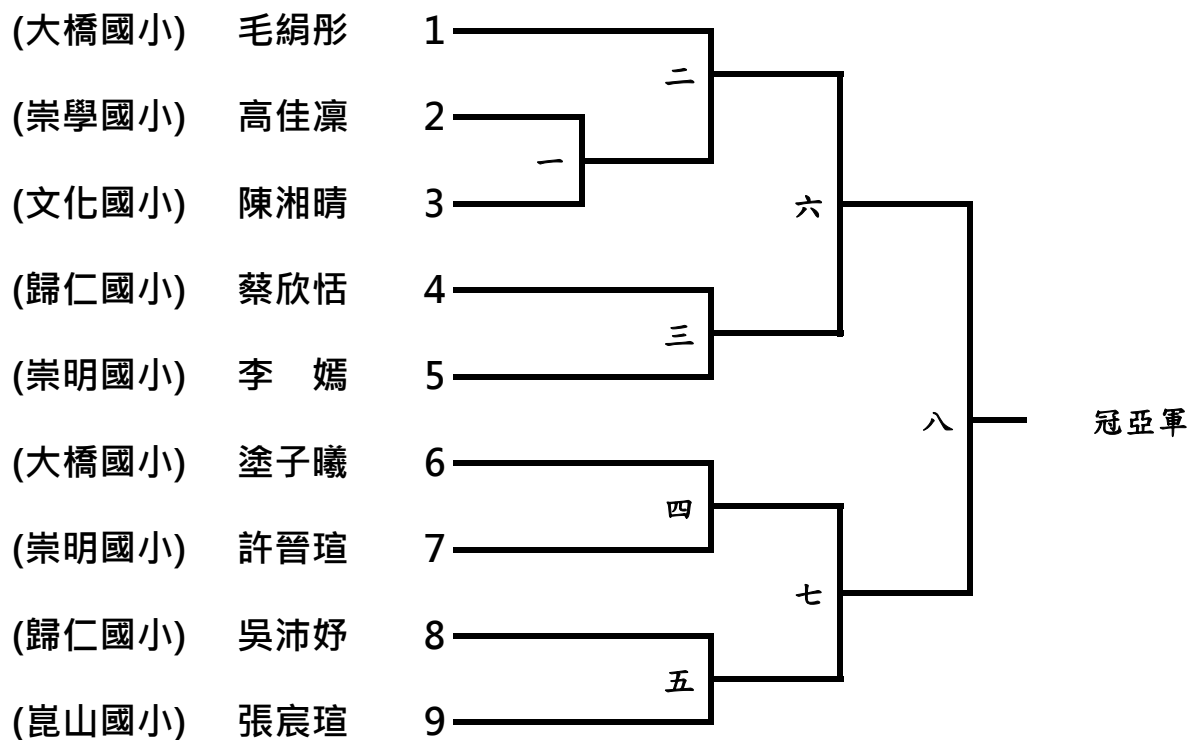 (大橋國小) 毛絹彤 1
二
(崇學國小) 高佳凜 2
一
(文化國小) 陳湘晴 3
六
(歸仁國小) 蔡欣恬 4
三
(崇明國小) 李　嫣 5
八 冠亞軍
(大橋國小) 塗子曦 6
四
(崇明國小) 許晉瑄 7
七
(歸仁國小) 吳沛妤 8
五
(崑山國小) 張宸瑄 9